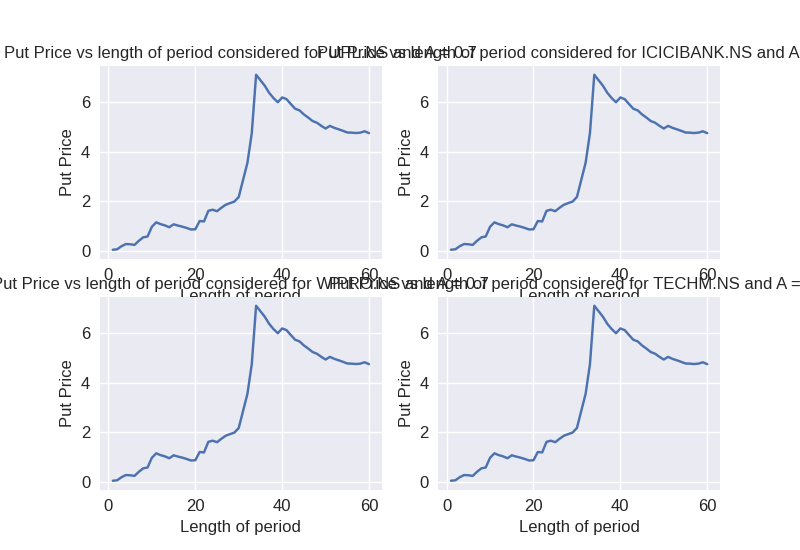 Put Price vs length of period considered for UPL.NS and A = 0.7
6
4
2
0
Put Price
0 20 40 60
Length of period
Put Price vs length of period considered for ICICIBANK.NS and A
6
4
2
0
Put Price
0 20 40 60
Length of period
Put Price vs length of period considered for WIPRO.NS and A = 0.7
6
4
2
0
Put Price
0 20 40 60
Length of period
Put Price vs length of period considered for TECHM.NS and A =
6
4
2
0
Put Price
0 20 40 60
Length of period